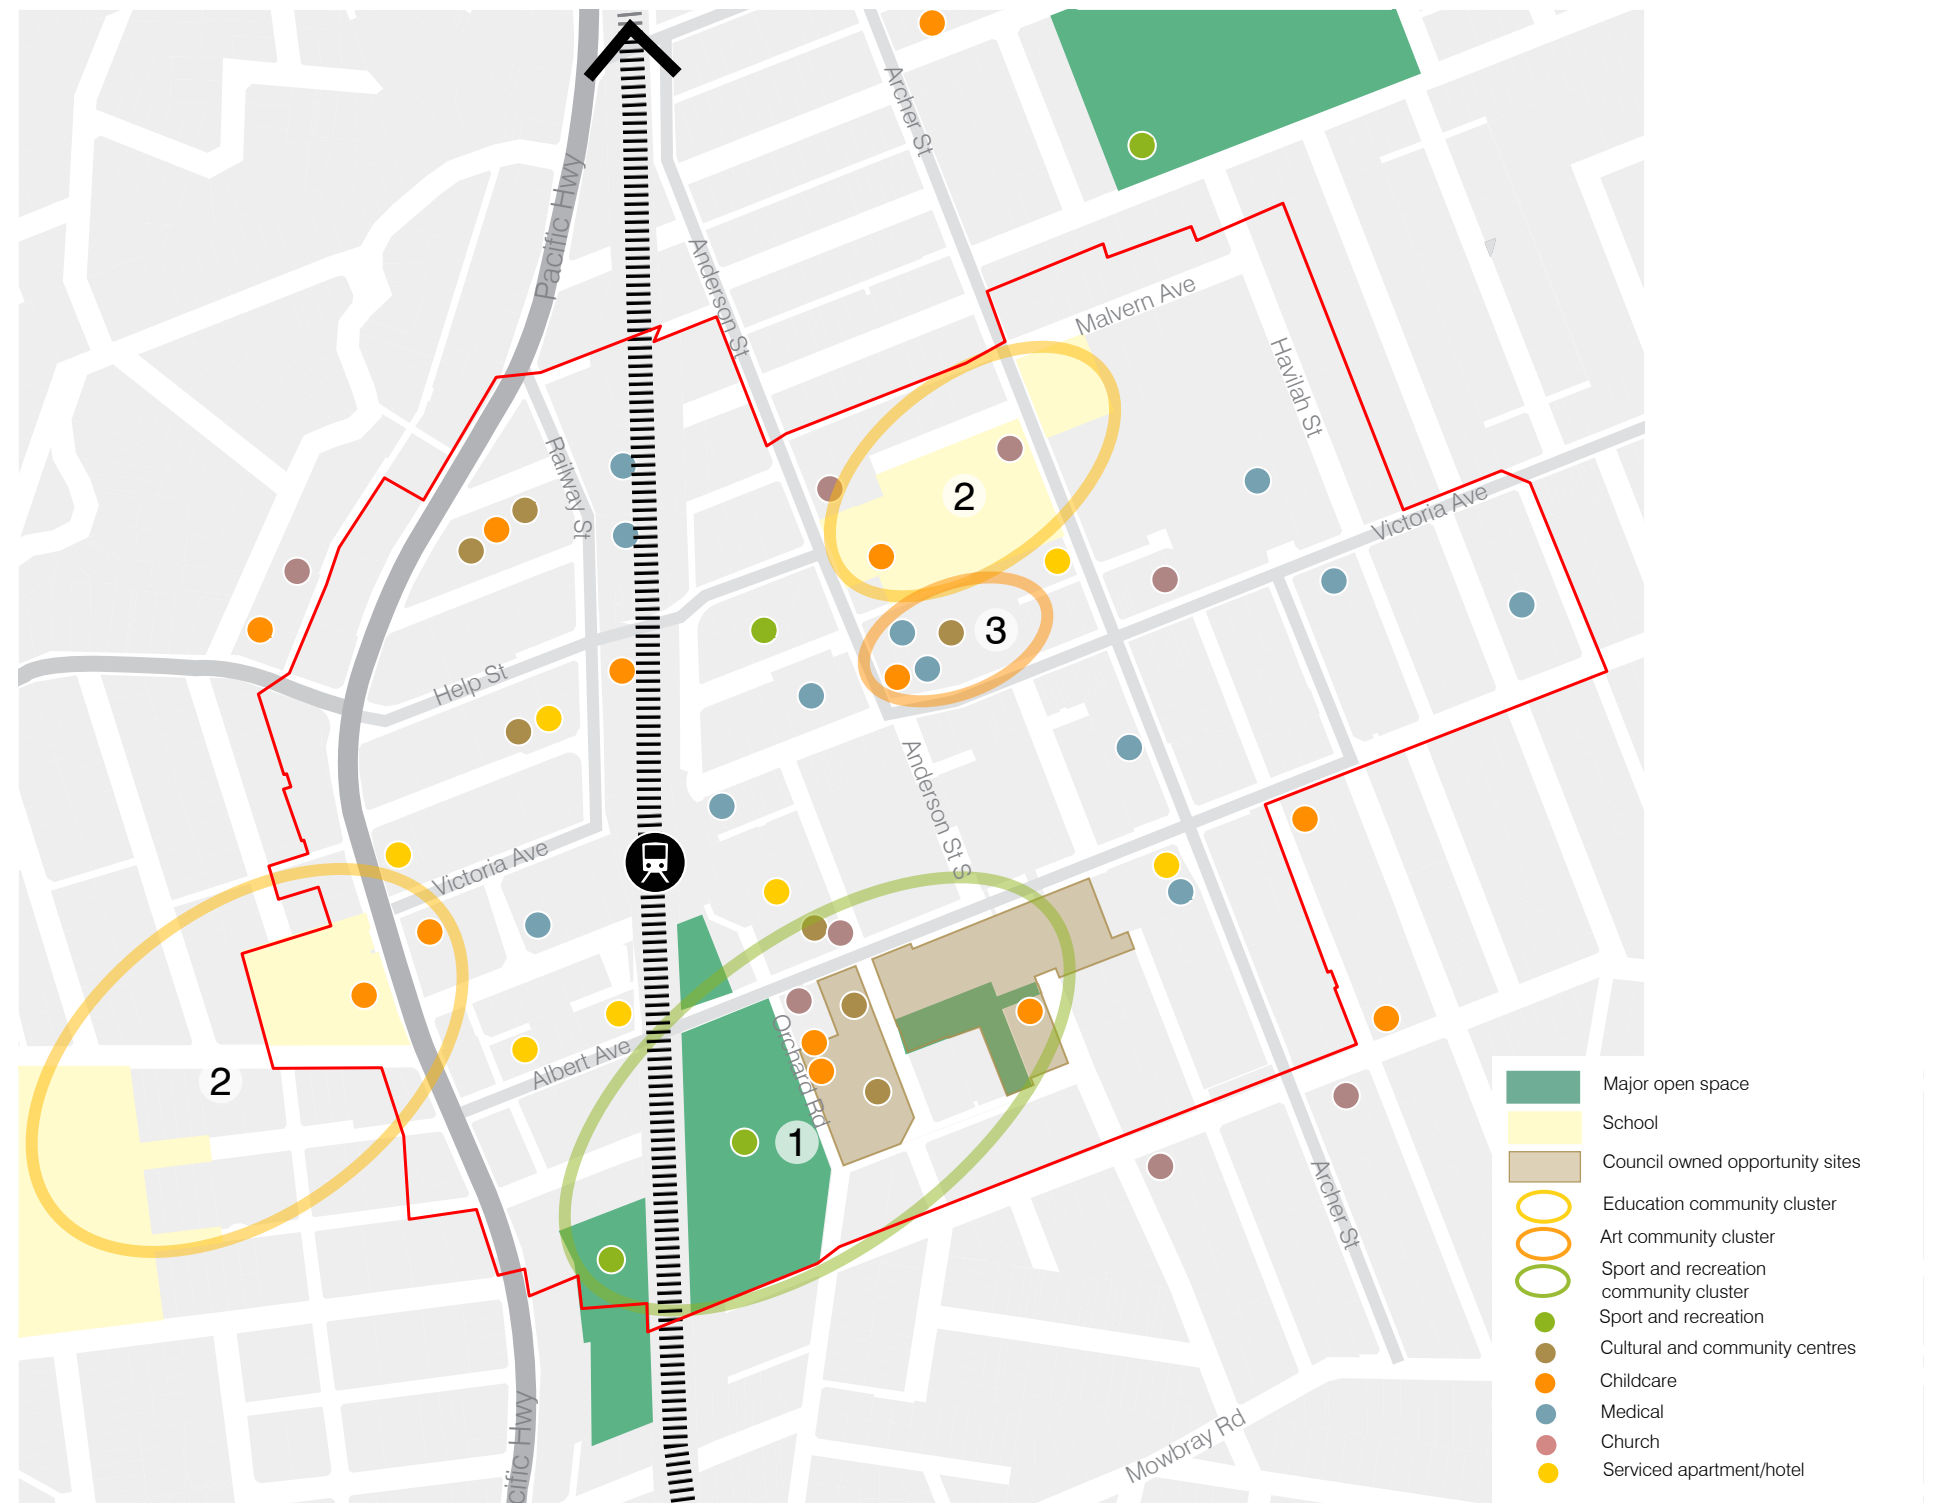 Archer St
Pacific Hwy
Anderson St
Malvern Ave
Havilah St
Railway St
2
Victoria Ave
3
Help St
Anderson St S
Victoria Ave
Orchard Rd
Albert Ave
2
1
Archer St
cific Hwy
Mowbray Rd
Major open space
School
Council owned opportunity sites
Education community cluster
Art community cluster
Sport and recreation
community cluster
Sport and recreation
Cultural and community centres
Childcare
Medical
Church
Serviced apartment/hotel